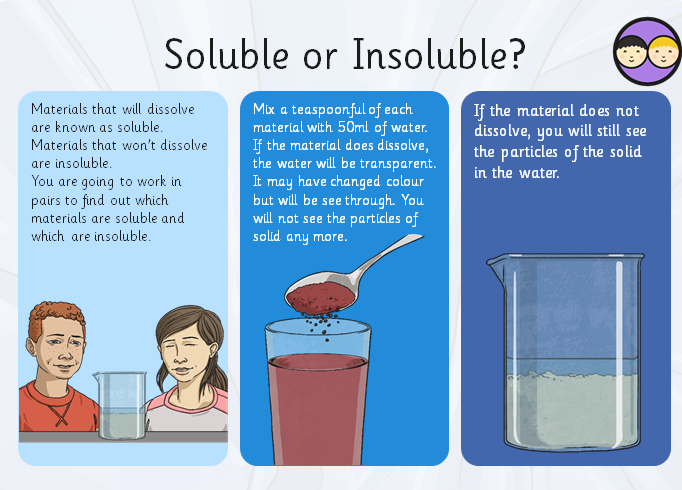 Soluble or Insoluble?
Materials that will dissolve
are known as soluble.
Materials that won't dissolve
are insoluble.
You are going to work in
pairs to find out which
materials are soluble and
which are insoluble.
Mix a teaspoonful of each
material with 50ml of water.
If the material does dissolve,
the water will be transparent.
It may have changed colour
but will be see through. You
will not see the particles of
solid any more.
If the material does not
dissolve, you will still see
the particles of the solid
in the water.